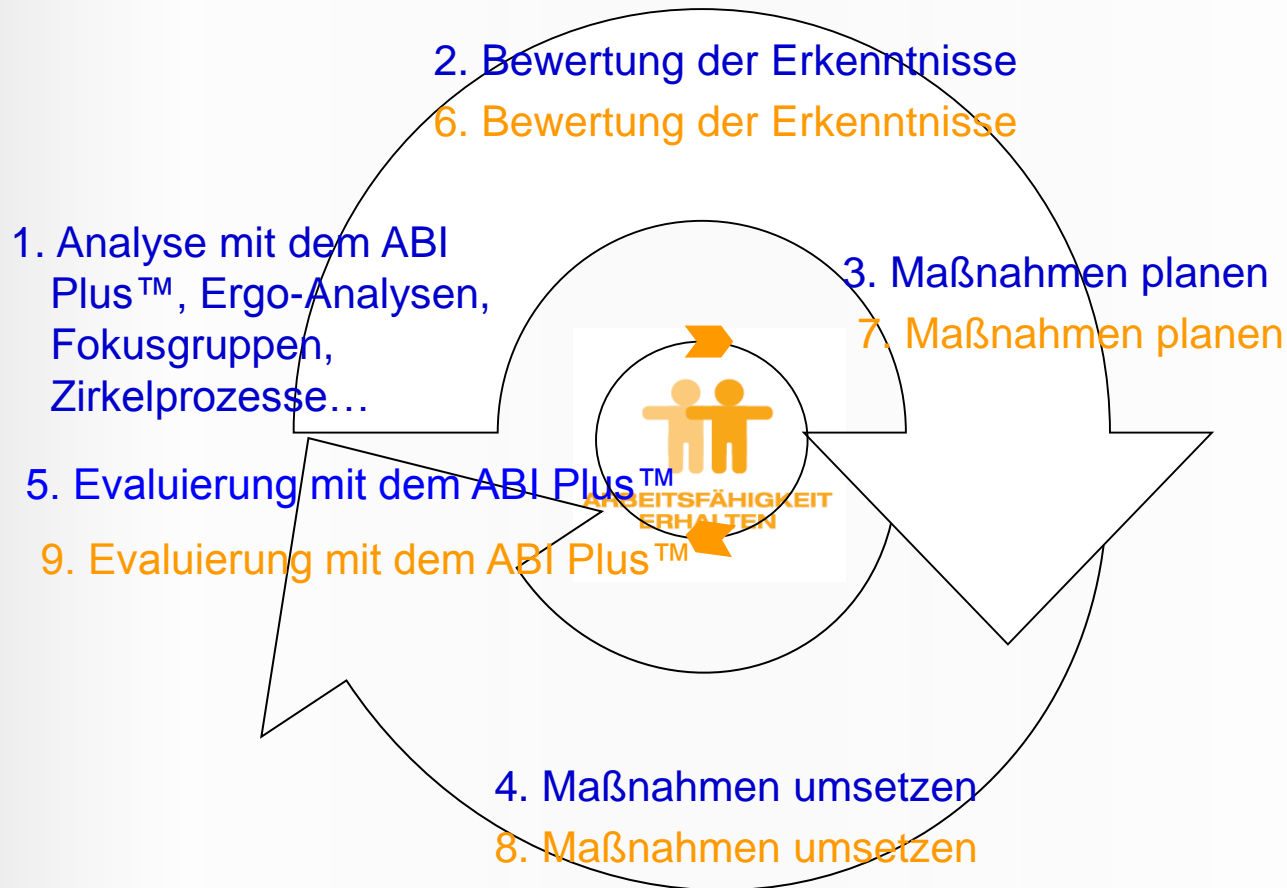 2. Bewertung der Erkenntnisse
6. Bewertung der Erkenntnisse
1. Analyse mit dem ABI
Plus™, Ergo-Analysen,
Fokusgruppen,
Zirkelprozesse…
3. Maßnahmen planen
7. Maßnahmen planen
5. Evaluierung mit dem ABI Plus™
ARBEITSFÄHIGKEIT
ERHALTEN
9. Evaluierung mit dem ABI Plus™
4. Maßnahmen umsetzen
8. Maßnahmen umsetzen